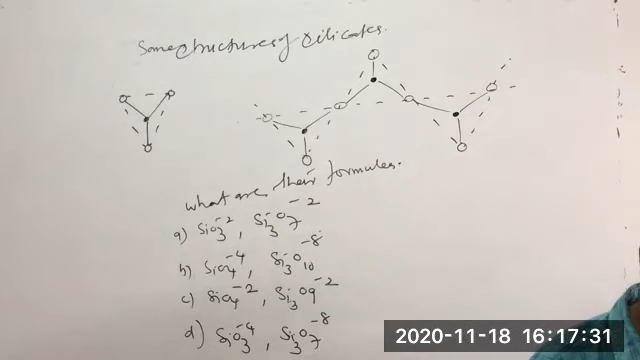 Some structures of silicates.
what are their formulas.
a) SiO3^-2, Si3O7^-2
b) SiO4^-4, Si3O10^-8
c) SiO4^-2, Si3O9^-2
d) SiO3^-4, Si3O7^-8
2020-11-18 16:17:31